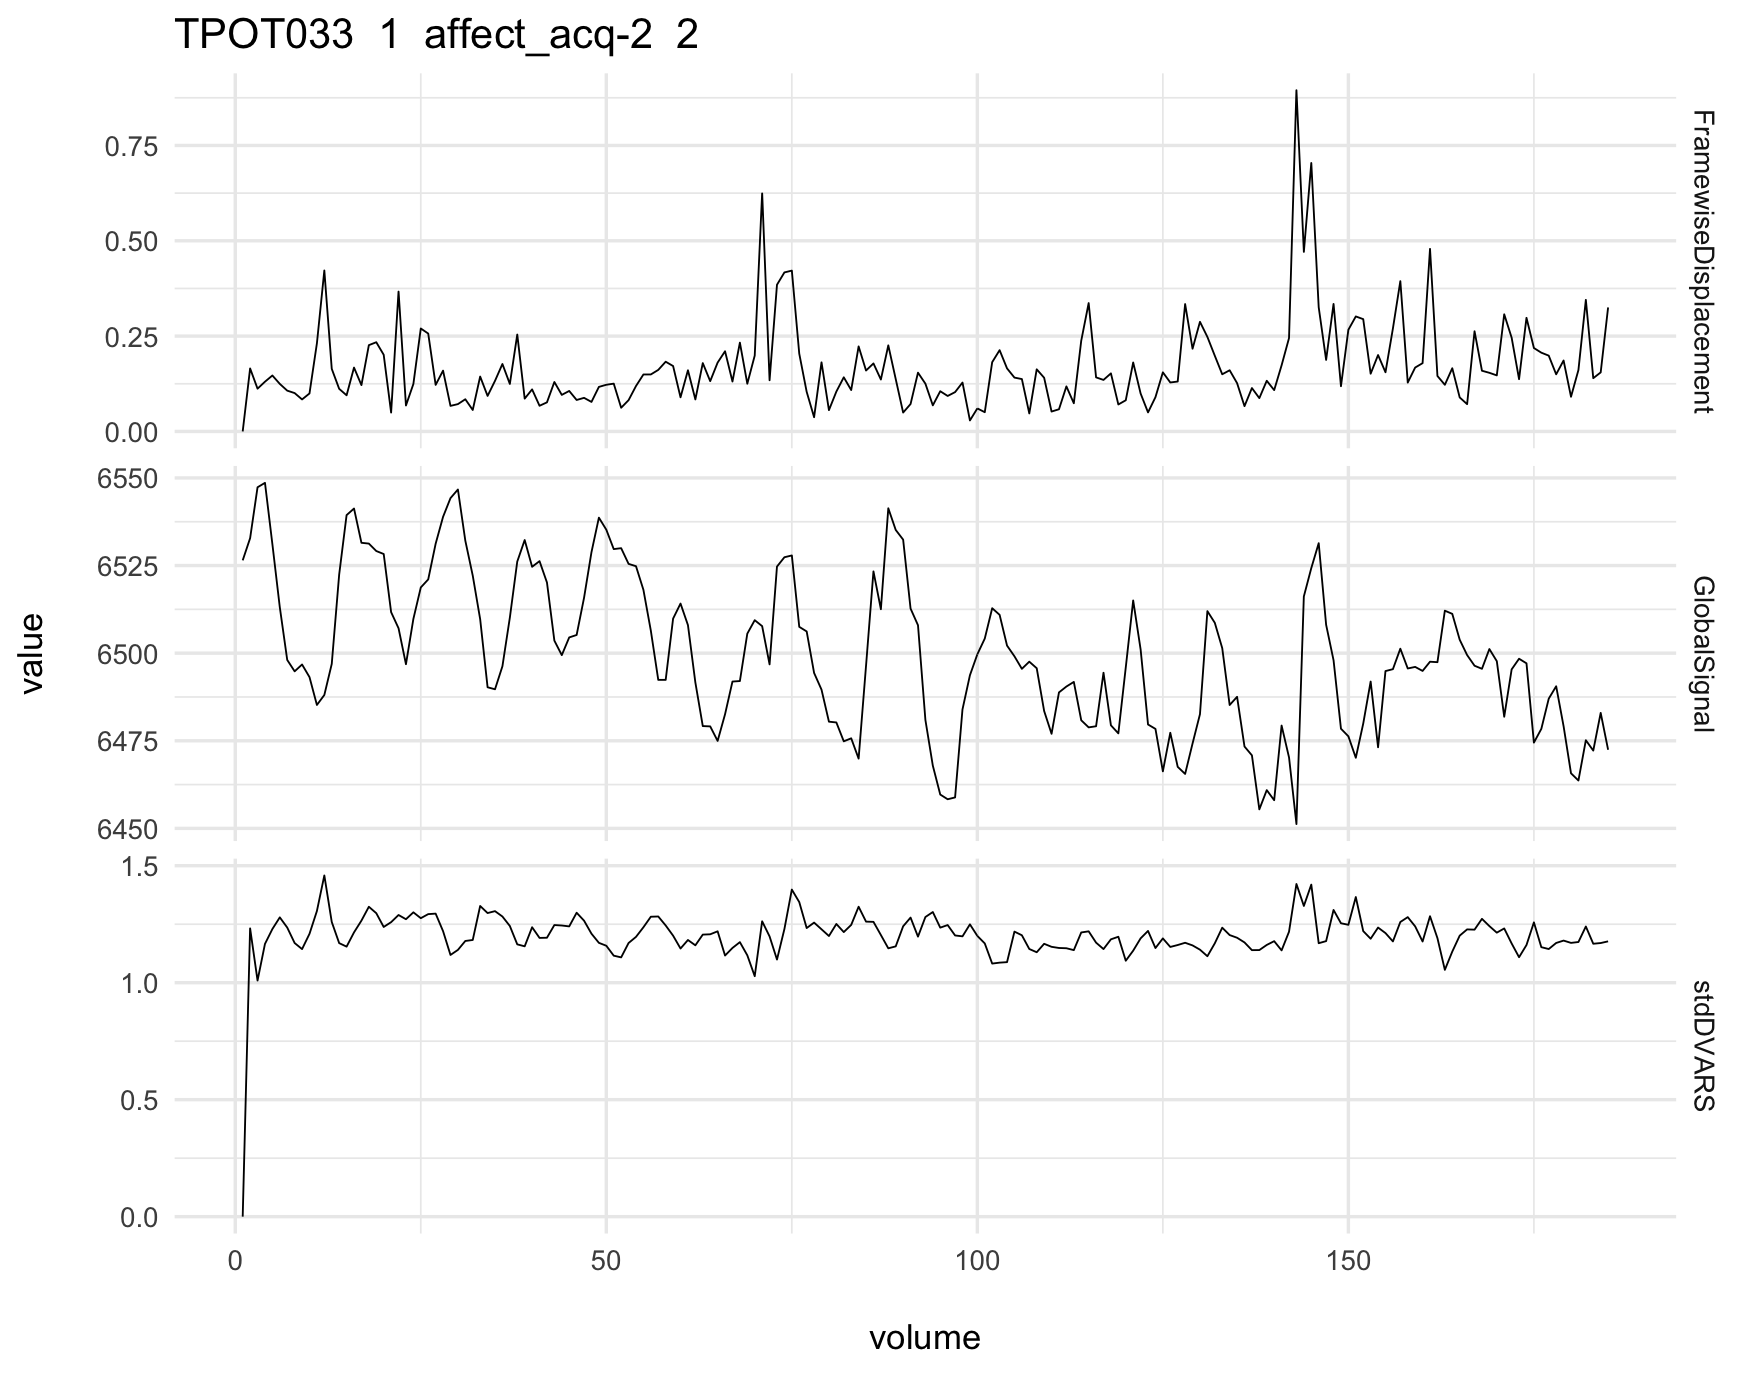 TPOT033 1 affect_acq-2 2
value
0.75
0.50
0.25
0.00
FramewiseDisplacement
6550
6525
6500
6475
6450
GlobalSignal
1.5
1.0
0.5
0.0
stdDVARS
0 50 100 150
volume